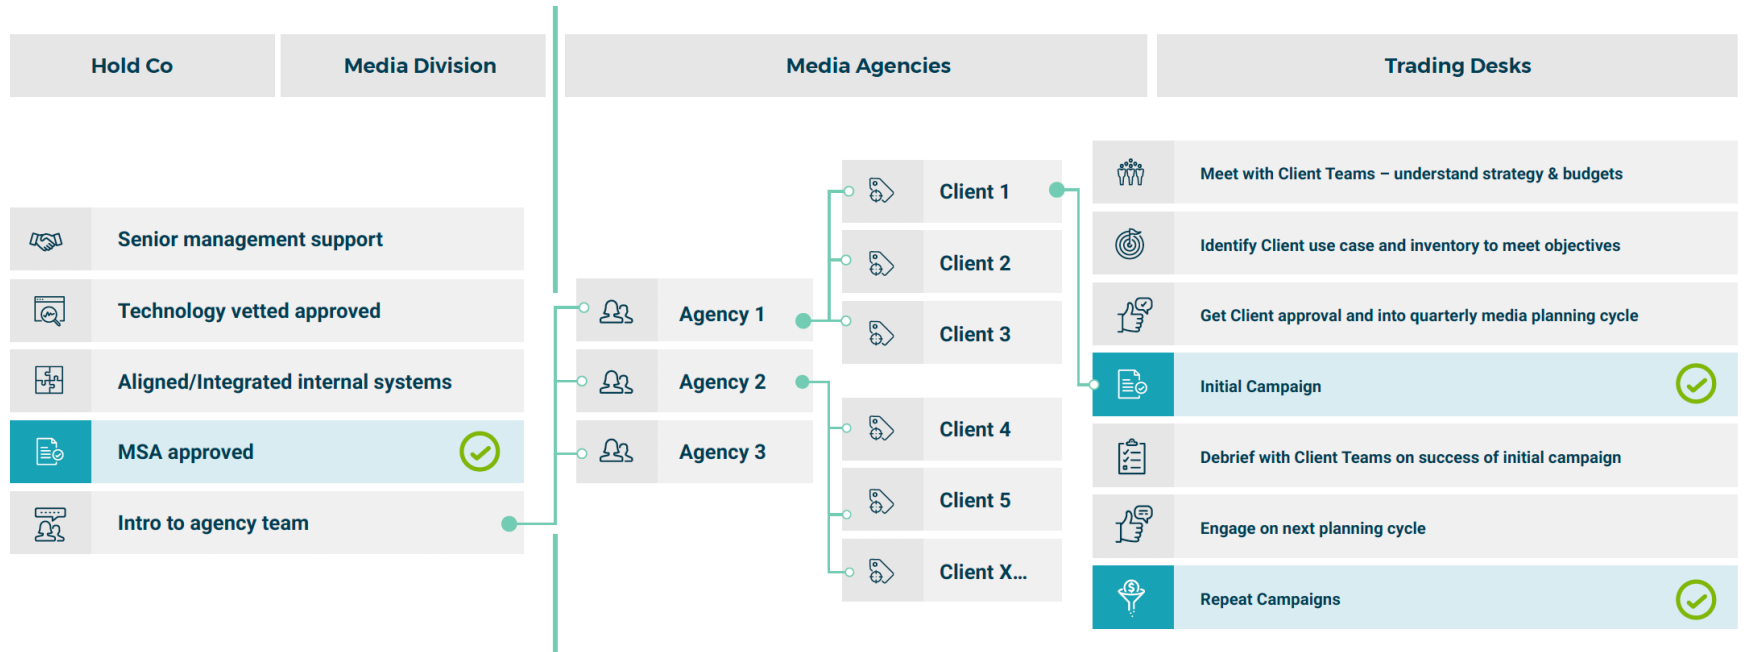 Hold Co
Media Division
Media Agencies
Trading Desks
Senior management support
Technology vetted approved
Aligned/Integrated internal systems
MSA approved
Intro to agency team
Agency 1
Agency 2
Agency 3
Client 1
Client 2
Client 3
Client 4
Client 5
Client X...
Meet with Client Teams – understand strategy & budgets
Identify Client use case and inventory to meet objectives
Get Client approval and into quarterly media planning cycle
Initial Campaign
Debrief with Client Teams on success of initial campaign
Engage on next planning cycle
Repeat Campaigns